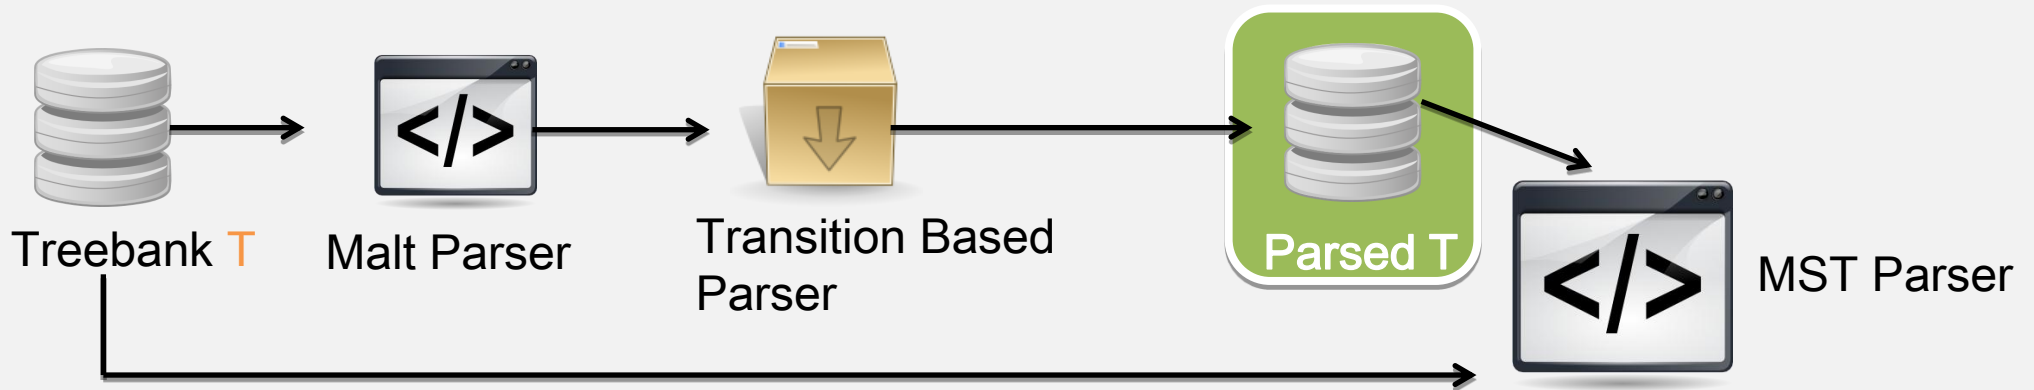 </>
</>
Treebank T
Malt Parser
Transition Based
Parser
Parsed T
MST Parser